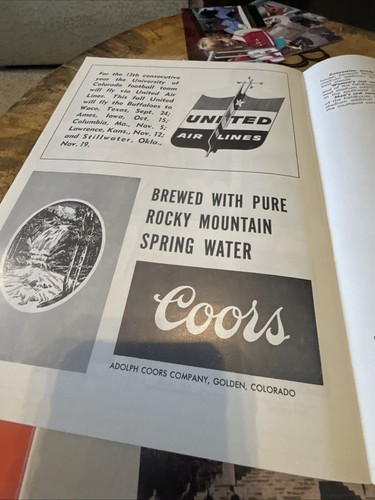 For the 13th consecutive
year the University of
Colorado football team
will fly via United Air
Lines. This fall United
will fly the Buffaloes to
Waco, Texas, Sept. 24;
Ames, Iowa, Oct. 15;
Columbia, Mo., Nov. 5;
Lawrence, Kans., Nov. 12;
and Stillwater, Okla.,
Nov. 19.
UNITED
AIR LINES
BREWED WITH PURE
ROCKY MOUNTAIN
SPRING WATER
Coors
ADOLPH COORS COMPANY, GOLDEN, COLORADO